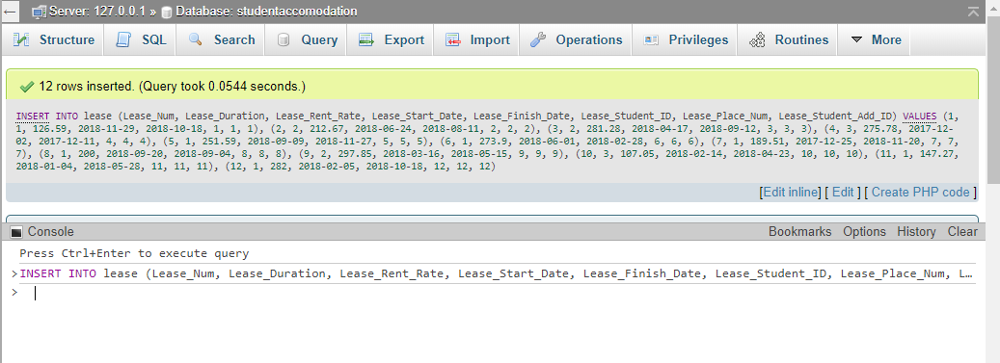 Server: 127.0.0.1 » Database: studentaccomodation
Structure SQL Search Query Export Import Operations Privileges Routines More
12 rows inserted. (Query took 0.0544 seconds.)
INSERT INTO lease (Lease_Num, Lease_Duration, Lease_Rent_Rate, Lease_Start_Date, Lease_Finish_Date, Lease_Student_ID, Lease_Place_Num, Lease_Student_Add_ID) VALUES (1,
1, 126.59, 2018-11-29, 2018-10-18, 1, 1, 1), (2, 2, 212.67, 2018-06-24, 2018-08-11, 2, 2, 2), (3, 2, 281.28, 2018-04-17, 2018-09-12, 3, 3, 3), (4, 3, 275.78, 2017-12-
02, 2017-12-11, 4, 4, 4), (5, 1, 251.59, 2018-09-09, 2018-11-27, 5, 5, 5), (6, 1, 273.9, 2018-06-01, 2018-02-28, 6, 6, 6), (7, 1, 189.51, 2017-12-25, 2018-11-20, 7, 7,
7), (8, 1, 200, 2018-09-20, 2018-09-04, 8, 8, 8), (9, 2, 297.85, 2018-03-16, 2018-05-15, 9, 9, 9), (10, 3, 107.05, 2018-02-14, 2018-04-23, 10, 10, 10), (11, 1, 147.27,
2018-01-04, 2018-05-28, 11, 11, 11), (12, 1, 282, 2018-02-05, 2018-10-18, 12, 12, 12)
[Edit inline] [ Edit ] [ Create PHP code ]
Console Bookmarks Options History Clear
Press Ctrl+Enter to execute query
>INSERT INTO lease (Lease_Num, Lease_Duration, Lease_Rent_Rate, Lease_Start_Date, Lease_Finish_Date, Lease_Student_ID, Lease_Place_Num, L…
>